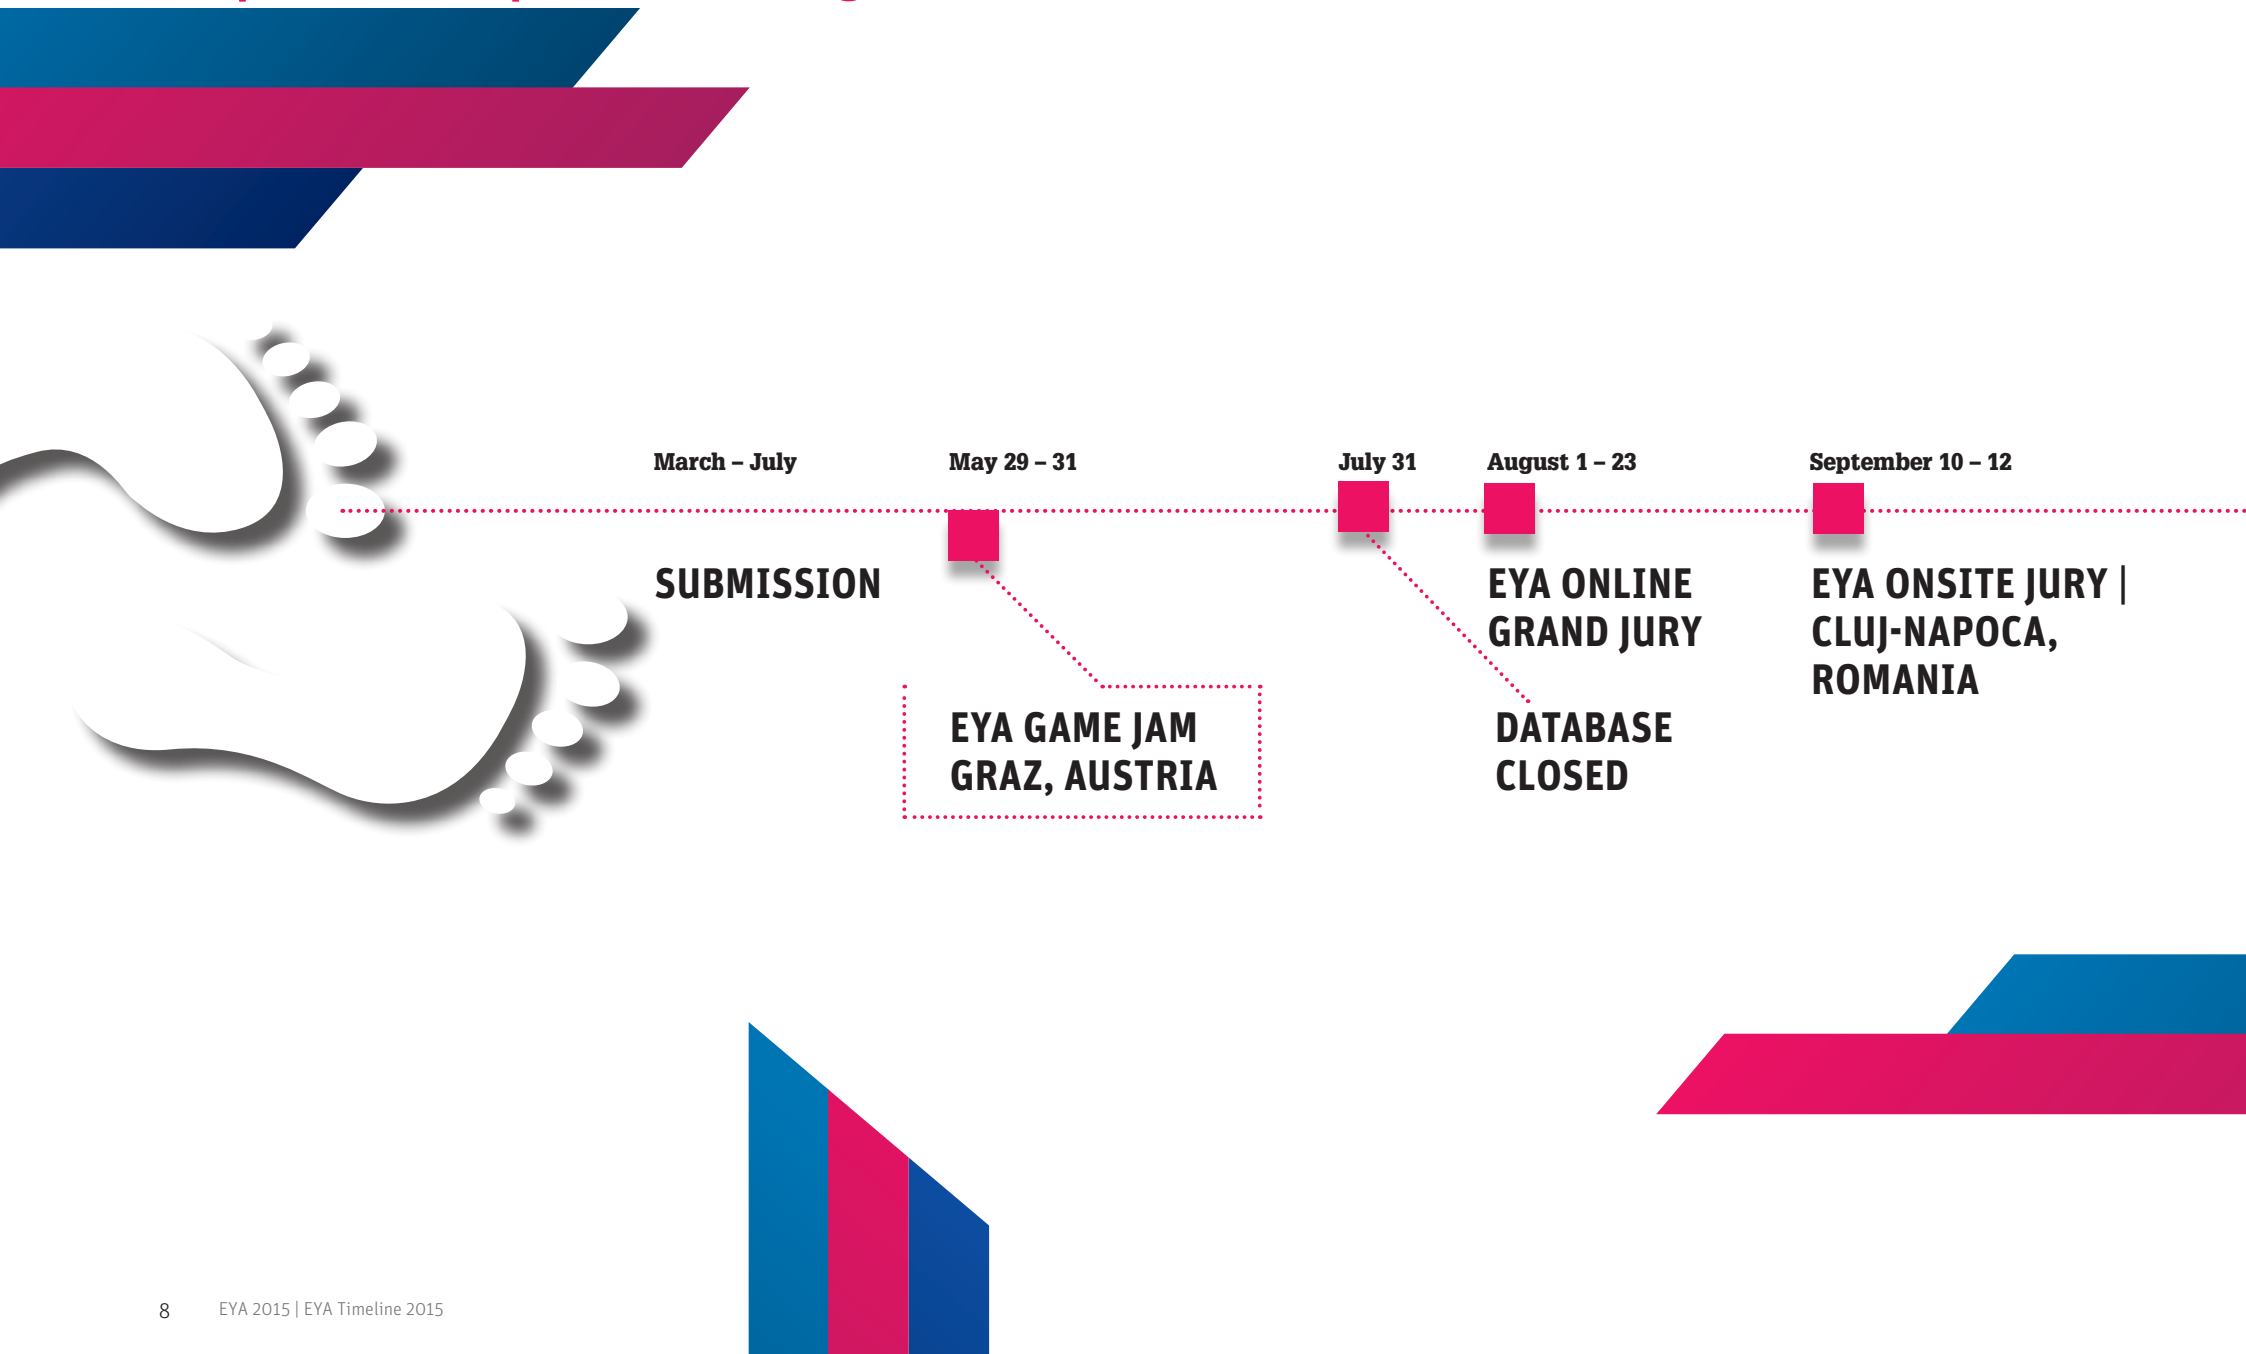 March – July
May 29 – 31
July 31
August 1 – 23
September 10 – 12
SUBMISSION
EYA GAME JAM
GRAZ, AUSTRIA
DATABASE
CLOSED
EYA ONLINE
GRAND JURY
EYA ONSITE JURY |
CLUJ-NAPOCA,
ROMANIA
8
EYA 2015 | EYA Timeline 2015